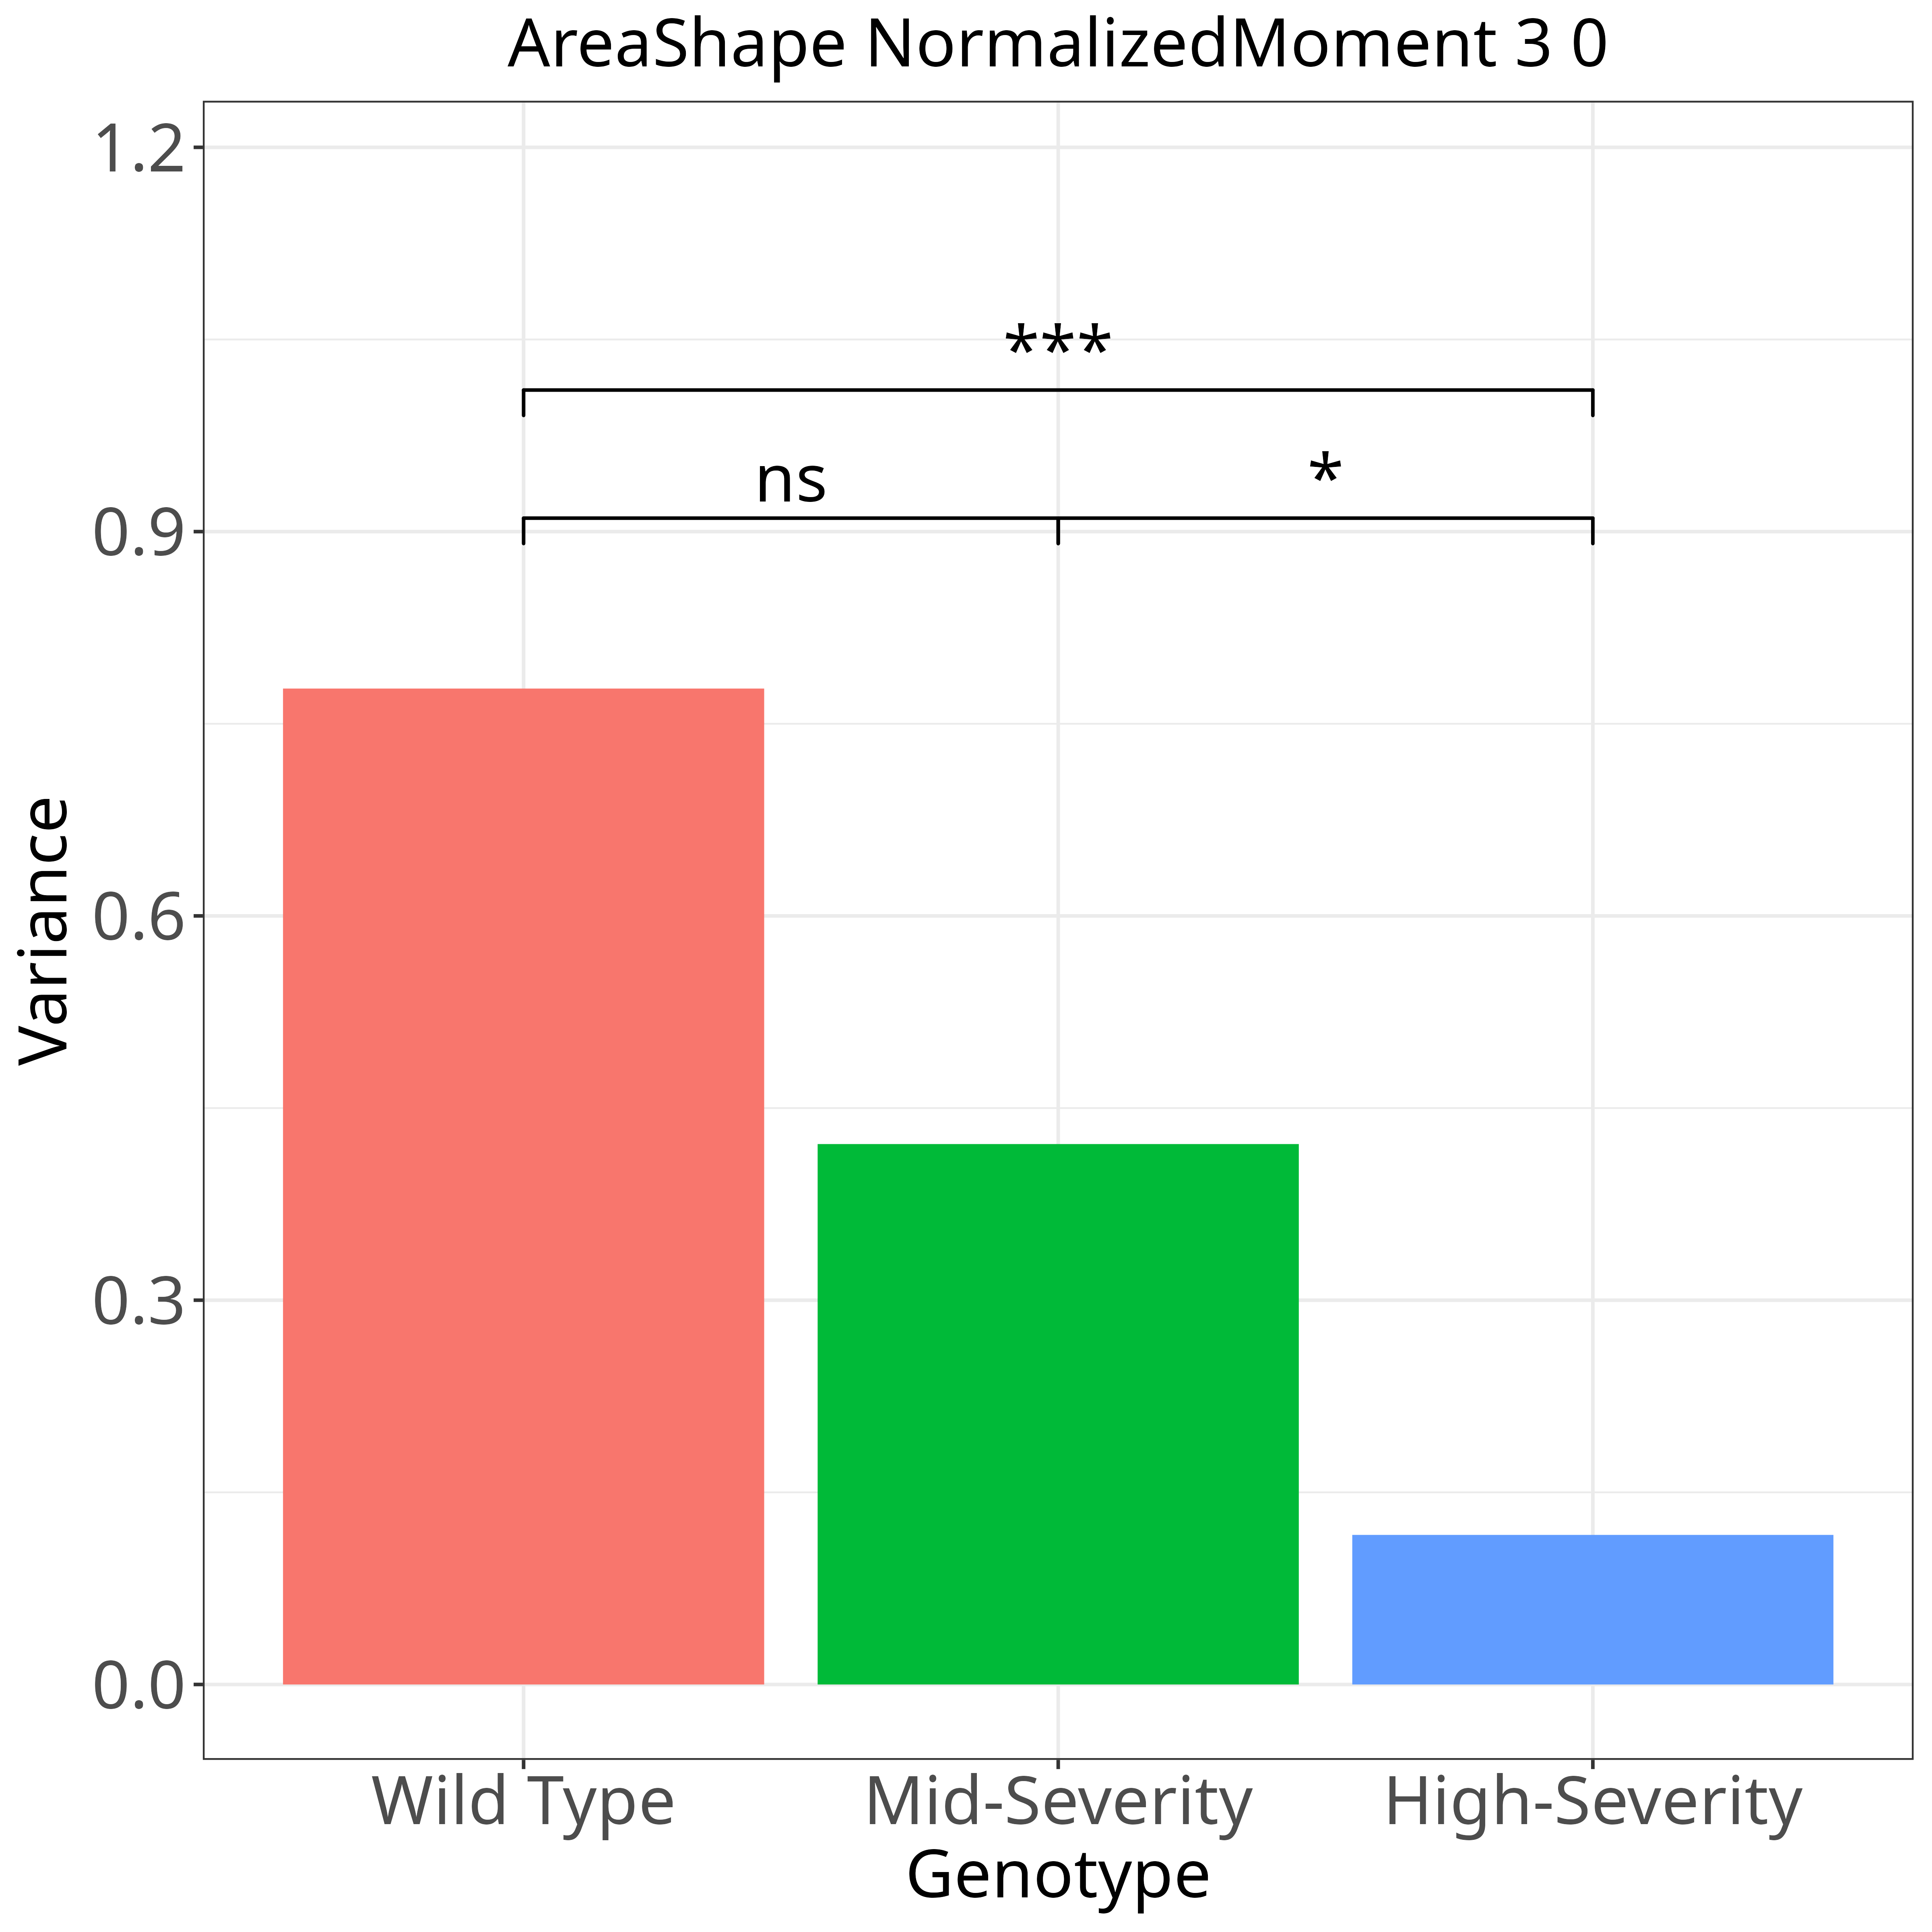 AreaShape NormalizedMoment 3 0
1.2
***
ns
*
0.9
Variance
0.6
0.3
0.0
Wild Type
Mid-Severity
High-Severity
Genotype